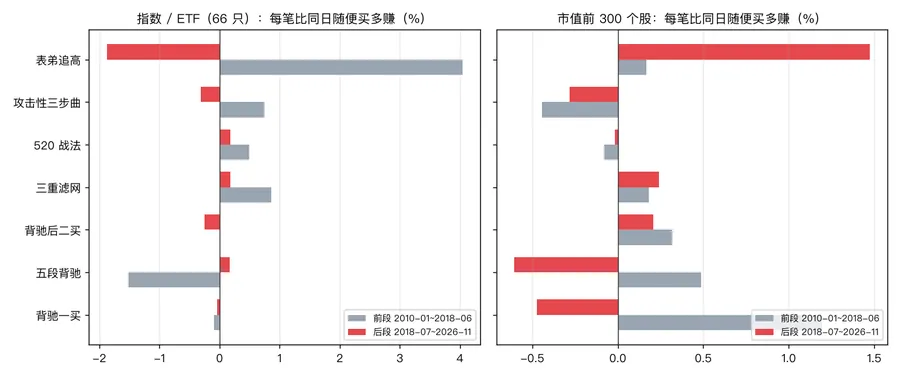 指数 / ETF（66 只）：每笔比同日随便买多赚（%）
表弟追高
攻击性三步曲
520 战法
三重滤网
背驰后二买
五段背驰
背驰一买
前段 2010-01~2018-06
后段 2018-07~2026-11
−2 −1 0 1 2 3 4
市值前 300 个股：每笔比同日随便买多赚（%）
前段 2010-01~2018-06
后段 2018-07~2026-11
−0.5 0.0 0.5 1.0 1.5